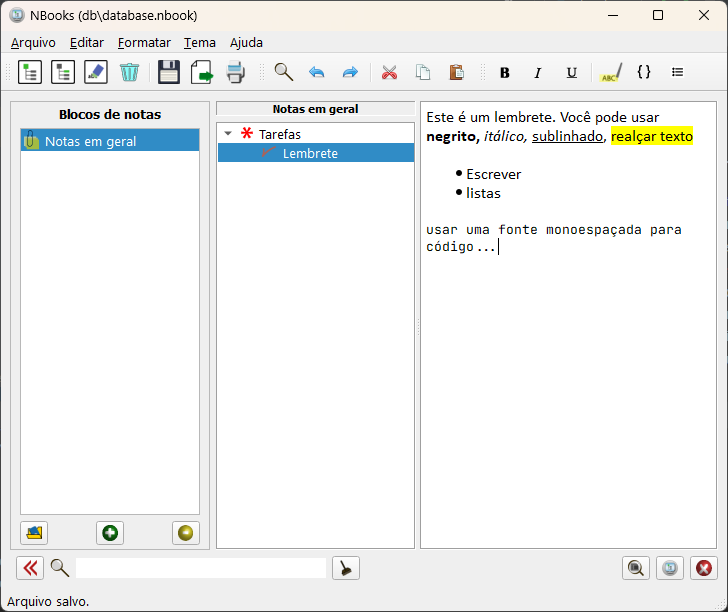 NBooks (db\database.nbook)
Arquivo Editar Formatar Tema Ajuda
B I U ABC {}
Blocos de notas
Notas em geral
Notas em geral
Tarefas
Lembrete
Este é um lembrete. Você pode usar
negrito, itálico, sublinhado, realçar texto
• Escrever
• listas
usar uma fonte monoespaçada para
código...
Arquivo salvo.